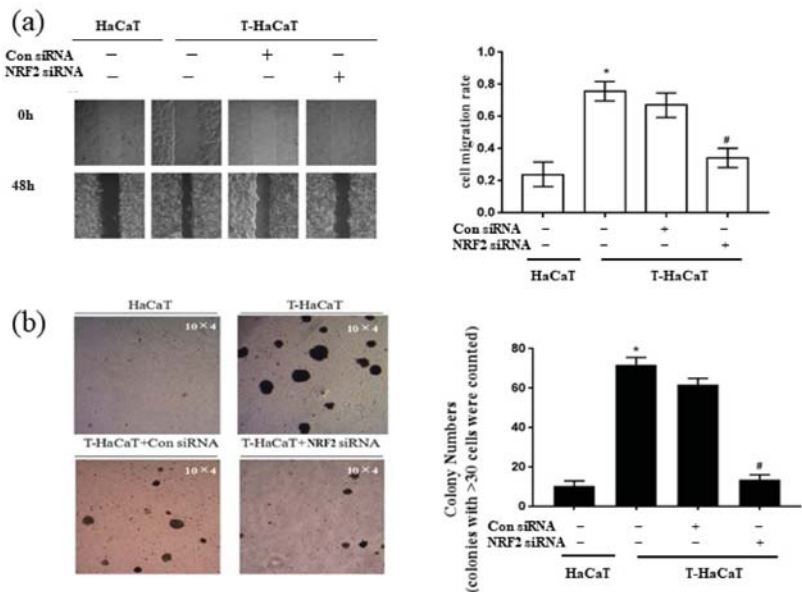 (a)
HaCaT T-HaCaT
Con siRNA − − + −
NRF2 siRNA − − − +
0h
48h
cell migration rate
1.0
0.8
0.6
0.4
0.2
0.0
*
#
Con siRNA − − + −
NRF2 siRNA − − − +
HaCaT T-HaCaT
(b)
HaCaT T-HaCaT
10×4 10×4
T-HaCaT+Con siRNA T-HaCaT+NRF2 siRNA
10×4 10×4
Colony Numbers
(colonies with >30 cells were counted)
80
60
40
20
0
*
#
Con siRNA − − + −
NRF2 siRNA − − − +
HaCaT T-HaCaT